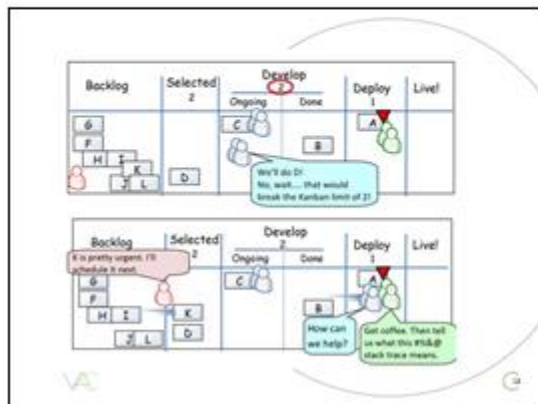 Backlog
Selected
2
Develop
2
Ongoing
Done
Deploy
1
Live!
G
F
H
I
K
J
L
D
C
B
A
We'll do D!
No, wait.... that would
break the Kanban limit of 2!
Backlog
Selected
2
Develop
2
Ongoing
Done
Deploy
1
Live!
K is pretty urgent. I'll
schedule it next.
G
F
H
I
J
L
K
D
C
B
A
How can
we help?
Got coffee. Then tell
us what this #%&@
stack trace means.